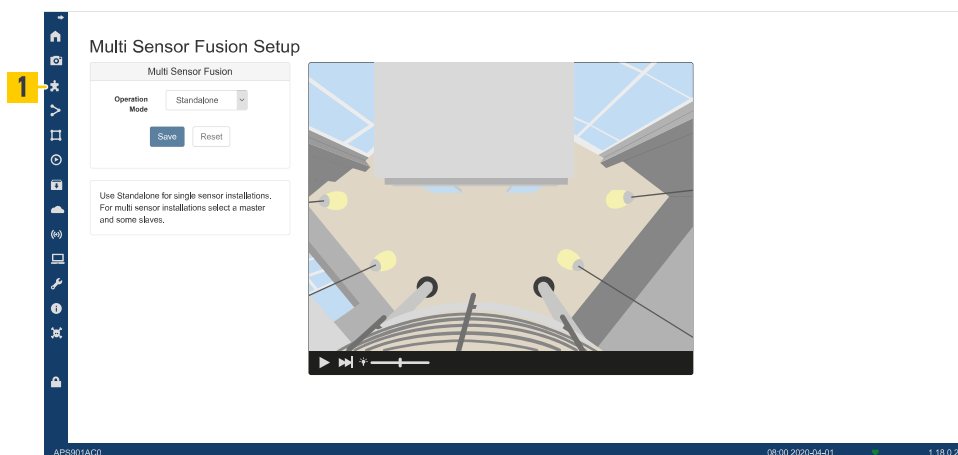 Multi Sensor Fusion Setup
Multi Sensor Fusion
1
Operation
Mode
Standalone
Save
Reset
Use Standalone for single sensor installations.
For multi sensor installations select a master
and some slaves.
APS901AC0
08:00 2020-04-01
1.18.0.2